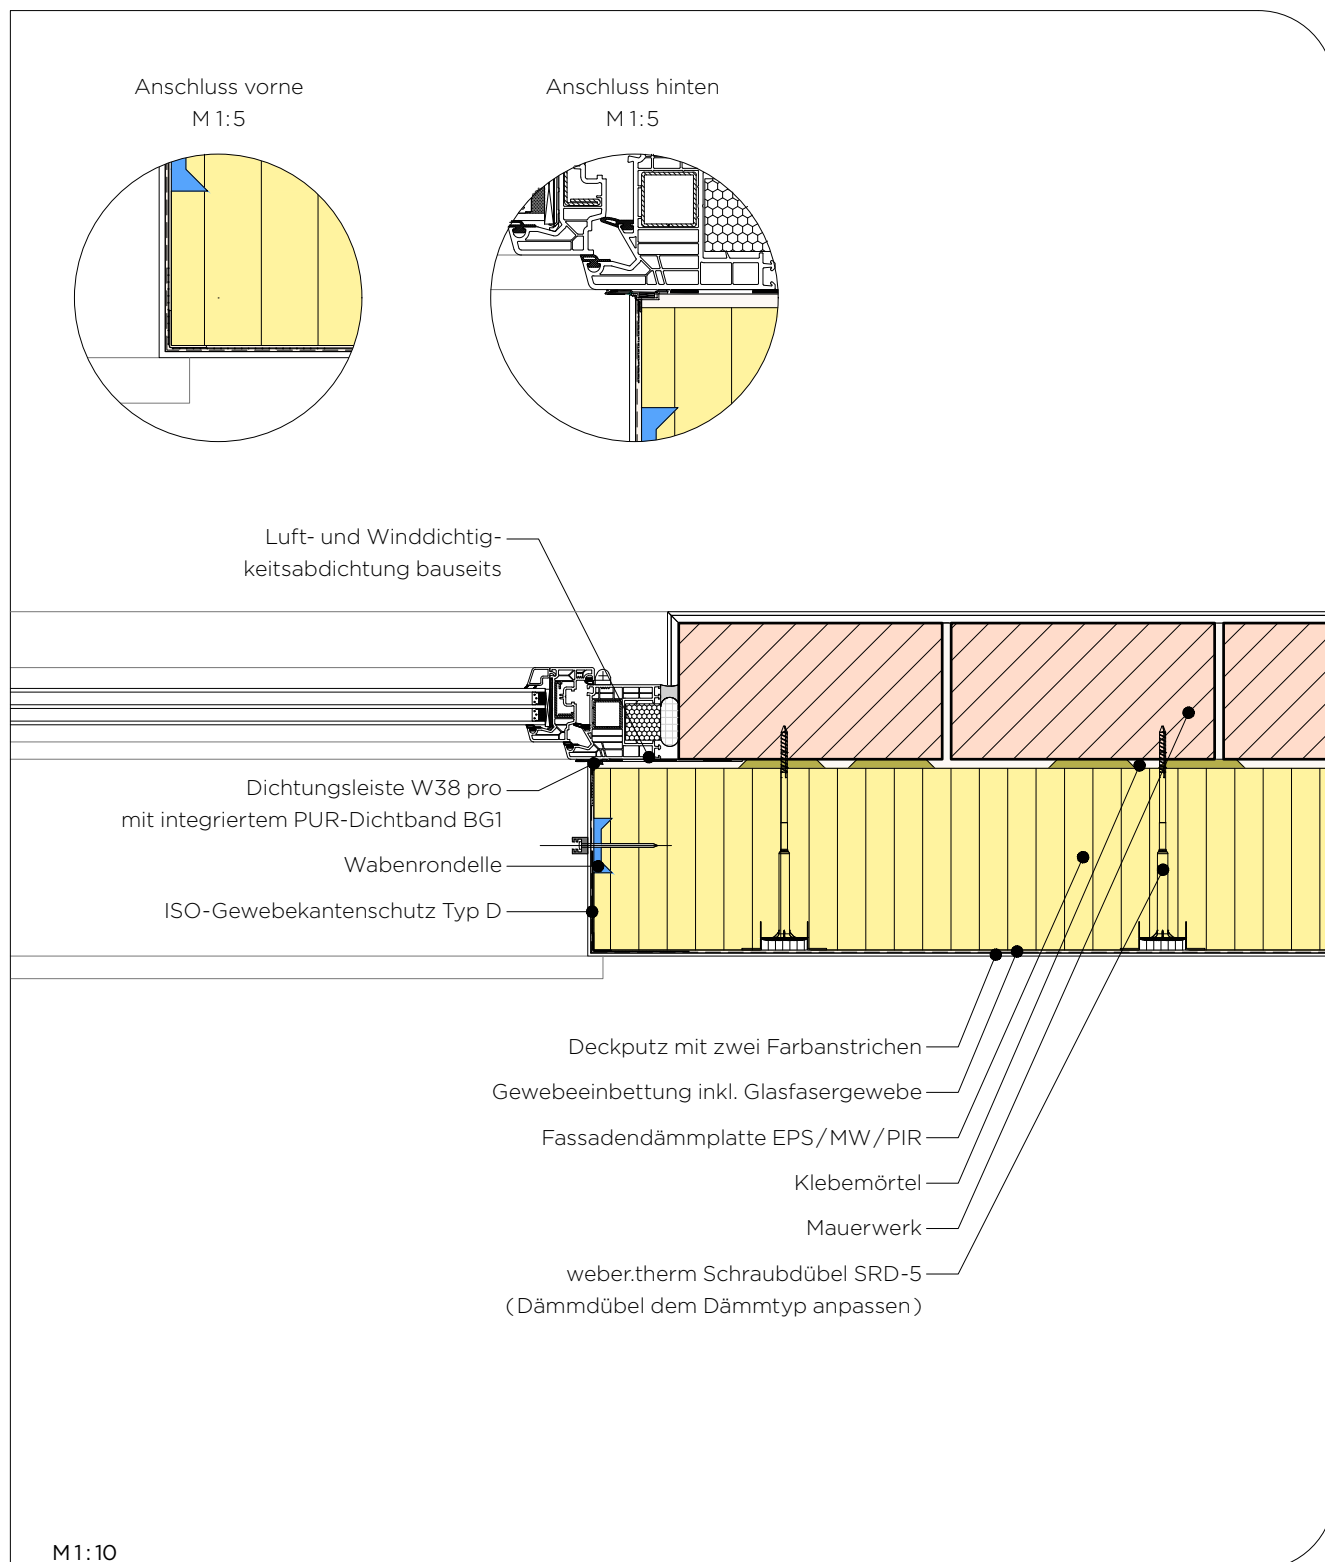 Anschluss vorne
M 1:5
Anschluss hinten
M 1:5
Luft- und Winddichtig-
keitsabdichtung bauseits
Dichtungsleiste W38 pro
mit integriertem PUR-Dichtband BG1
Wabenrondelle
ISO-Gewebekantenschutz Typ D
Deckputz mit zwei Farbanstrichen
Gewebeeinbettung inkl. Glasfasergewebe
Fassadendämmplatte EPS/MW/PIR
Klebemörtel
Mauerwerk
weber.therm Schraubdübel SRD-5
(Dämmdübel dem Dämmtyp anpassen)
M 1:10